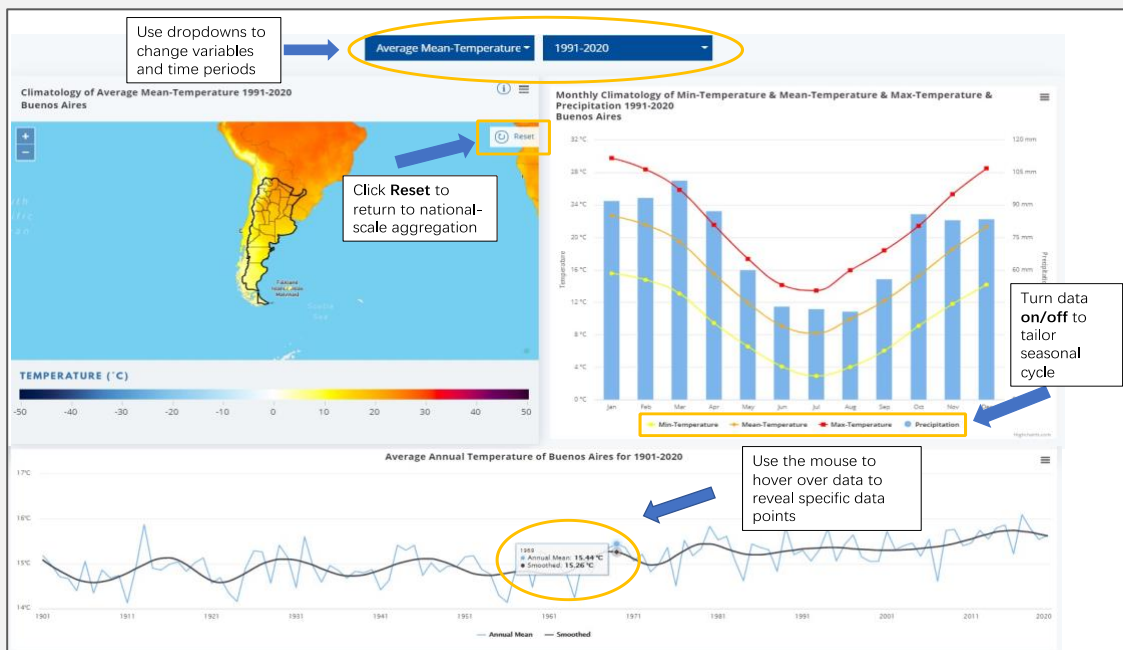 Use dropdowns to
change variables
and time periods
Average Mean-Temperature
1991-2020
Climatology of Average Mean-Temperature 1991-2020
Buenos Aires
Reset
Click Reset to
return to national-
scale aggregation
TEMPERATURE (°C)
-50 -40 -30 -20 -10 0 10 20 30 40 50
Monthly Climatology of Min-Temperature & Mean-Temperature & Max-Temperature &
Precipitation 1991-2020
Buenos Aires
32 °C
28 °C
24 °C
20 °C
16 °C
12 °C
8 °C
4 °C
0 °C
Temperature
120 mm
105 mm
90 mm
75 mm
60 mm
Jan Feb Mar Apr May Jun Jul Aug Sep Oct Nov
Min-Temperature Mean-Temperature Max-Temperature Precipitation
Highcharts.com
Turn data
on/off to
tailor
seasonal
cycle
Average Annual Temperature of Buenos Aires for 1901-2020
Use the mouse to
hover over data to
reveal specific data
points
17°C
16°C
15°C
14°C
Annual Mean: 15.44 °C
Smoothed: 15.26 °C
1901 1911 1921 1931 1941 1951 1961 1971 1981 1991 2001 2011 2020
Annual Mean Smoothed